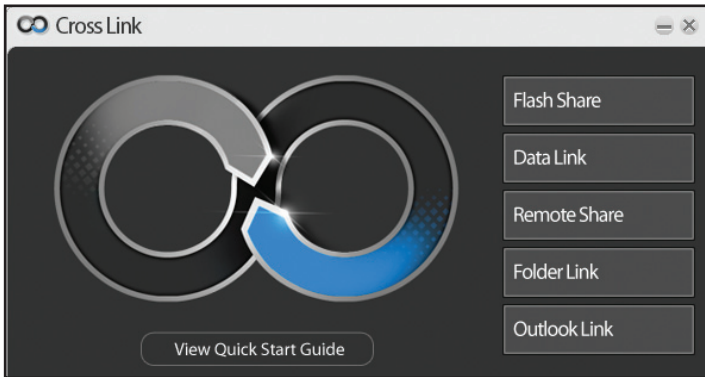 Cross Link
Flash Share
Data Link
Remote Share
Folder Link
Outlook Link
View Quick Start Guide